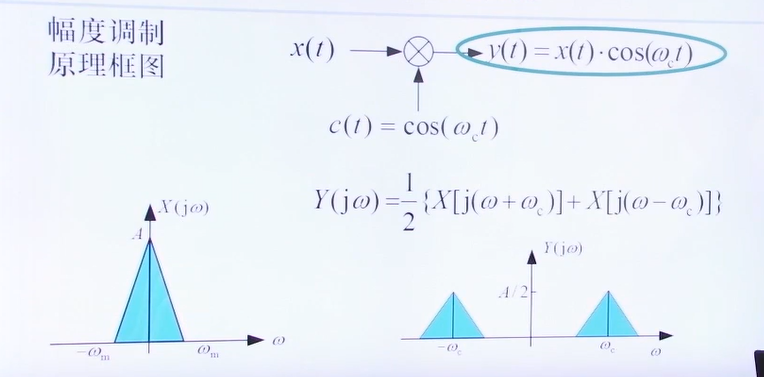 幅度调制
原理框图
x(t)
y(t) = x(t)·cos(ω_c t)
c(t) = cos(ω_c t)
Y(jω) = 1/2 {X[j(ω+ω_c)] + X[j(ω−ω_c)]}
X(jω)
A
−ω_m
ω_m
ω
Y(jω)
A/2
−ω_c
ω_c
ω